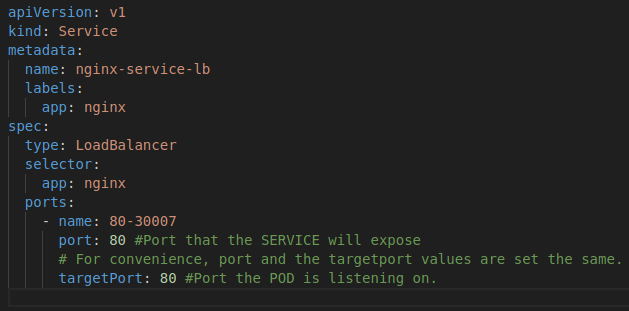 apiVersion: v1
kind: Service
metadata:
  name: nginx-service-lb
  labels:
    app: nginx
spec:
  type: LoadBalancer
  selector:
    app: nginx
  ports:
    - name: 80-30007
      port: 80 #Port that the SERVICE will expose
      # For convenience, port and the targetport values are set the same.
      targetPort: 80 #Port the POD is listening on.